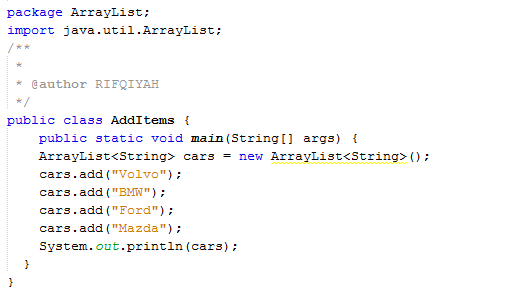 package ArrayList;
import java.util.ArrayList;
/**
 *
 * @author RIFQIYAH
 */
public class AddItems {
    public static void main(String[] args) {
    ArrayList<String> cars = new ArrayList<String>();
    cars.add("Volvo");
    cars.add("BMW");
    cars.add("Ford");
    cars.add("Mazda");
    System.out.println(cars);
  }
}